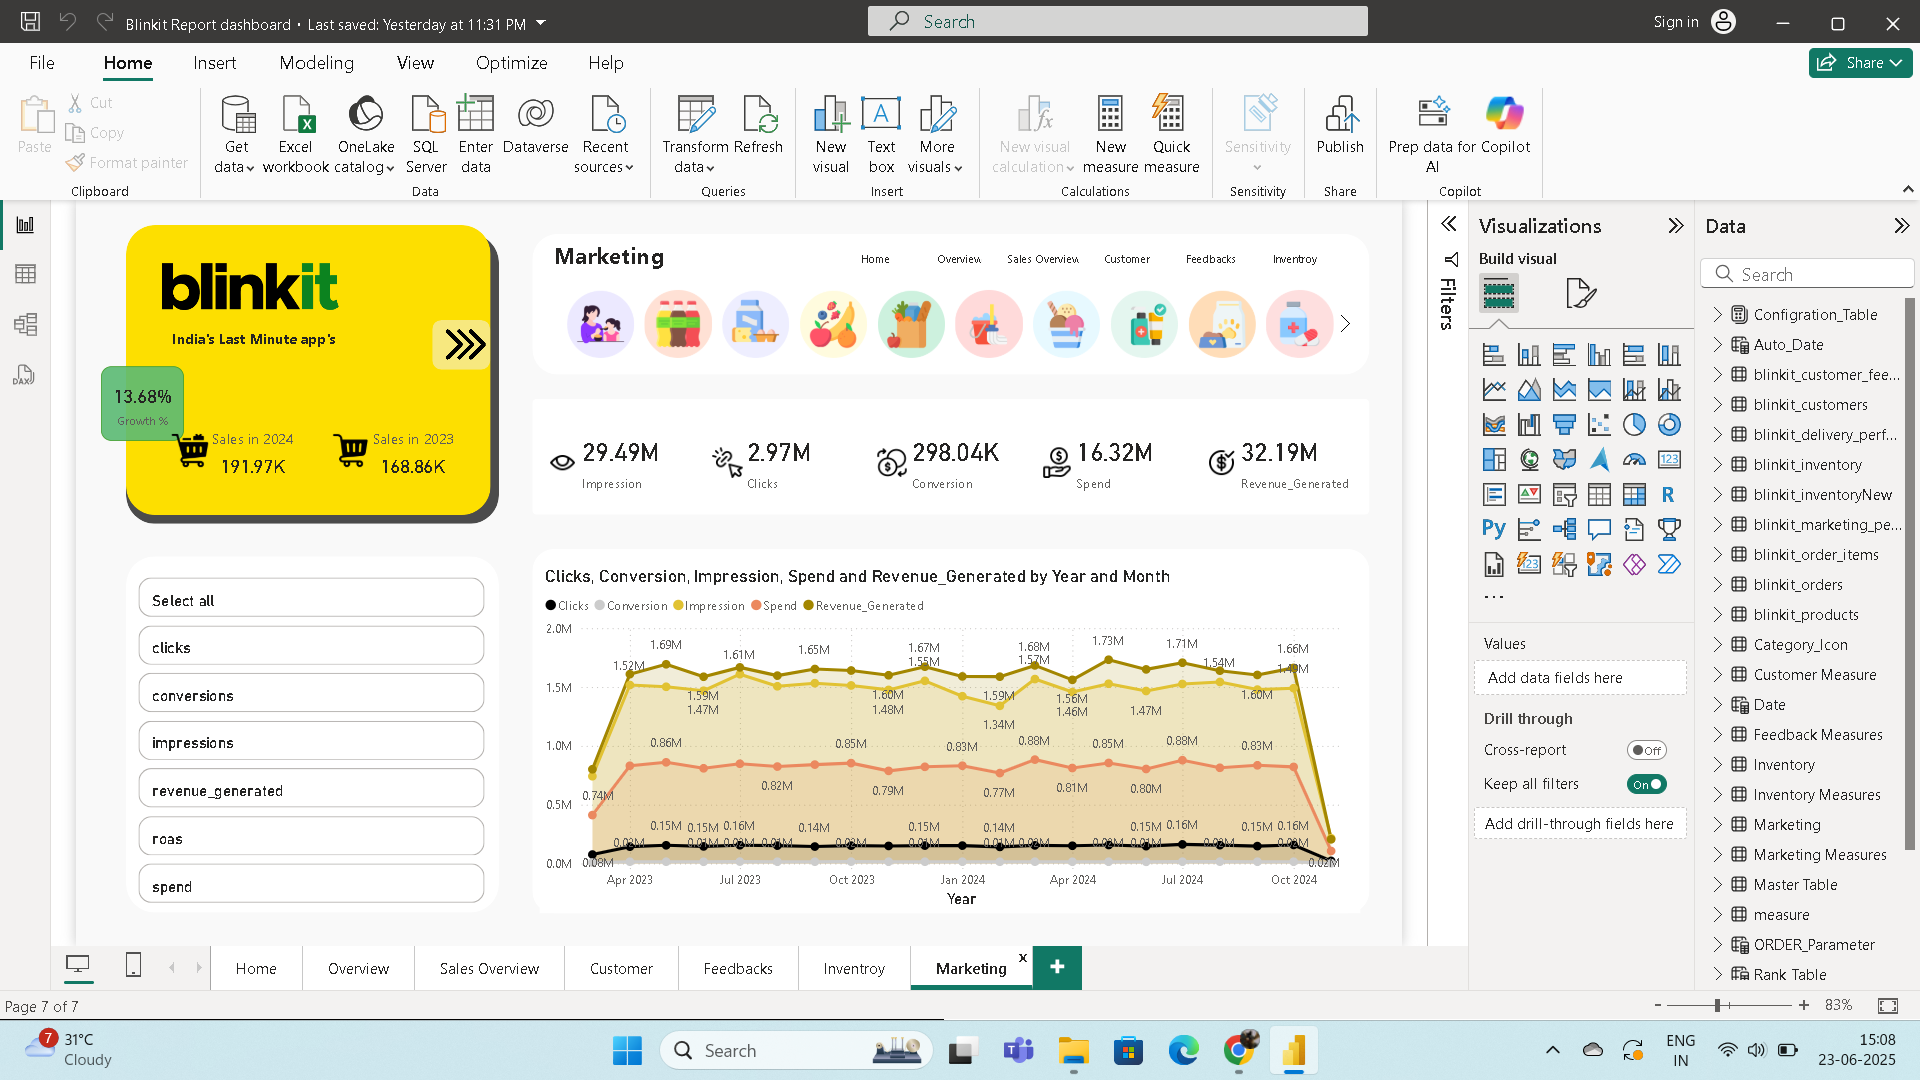 Blinkit Report dashboard • Last saved: Yesterday at 11:31 PM
Search
Sign in
File
Home
Insert
Modeling
View
Optimize
Help
Share
Paste
Cut
Copy
Format painter
Clipboard
Get data
Excel workbook
OneLake catalog
SQL Server
Enter data
Dataverse
Recent sources
Data
Transform data
Refresh
Queries
New visual
Text box
More visuals
Insert
New visual calculation
New measure
Quick measure
Calculations
Sensitivity
Sensitivity
Publish
Share
Prep data for AI
Copilot
Copilot
blinkit
India's Last Minute app's
13.68%
Growth %
Sales in 2024
191.97K
Sales in 2023
168.86K
Select all
clicks
conversions
impressions
revenue_generated
roas
spend
Marketing
Home
Overview
Sales Overview
Customer
Feedbacks
Inventroy
29.49M
Impression
2.97M
Clicks
298.04K
Conversion
16.32M
Spend
32.19M
Revenue_Generated
Clicks, Conversion, Impression, Spend and Revenue_Generated by Year and Month
Clicks Conversion Impression Spend Revenue_Generated
2.0M
1.5M
1.0M
0.5M
0.0M
1.52M 1.69M 1.61M 1.65M 1.67M 1.55M 1.68M 1.57M 1.73M 1.71M 1.54M 1.66M
1.59M 1.47M 1.60M 1.48M 1.59M 1.34M 1.56M 1.46M 1.47M 1.60M
0.86M 0.85M 0.83M 0.88M 0.85M 0.88M 0.83M
0.74M 0.82M 0.79M 0.77M 0.81M 0.80M
0.15M 0.15M 0.16M 0.14M 0.15M 0.14M 0.15M 0.16M 0.15M 0.16M
0.08M 0.02M
Apr 2023 Jul 2023 Oct 2023 Jan 2024 Apr 2024 Jul 2024 Oct 2024
Year
Filters
Visualizations
Build visual
Values
Add data fields here
Drill through
Cross-report
Off
Keep all filters
On
Add drill-through fields here
Data
Search
Configration_Table
Auto_Date
blinkit_customer_fee...
blinkit_customers
blinkit_delivery_perf...
blinkit_inventory
blinkit_inventoryNew
blinkit_marketing_pe...
blinkit_order_items
blinkit_orders
blinkit_products
Category_Icon
Customer Measure
Date
Feedback Measures
Inventory
Inventory Measures
Marketing
Marketing Measures
Master Table
measure
ORDER_Parameter
Rank Table
Home
Overview
Sales Overview
Customer
Feedbacks
Inventroy
Marketing
Page 7 of 7
83%
7
31°C
Cloudy
Search
ENG
IN
15:08
23-06-2025